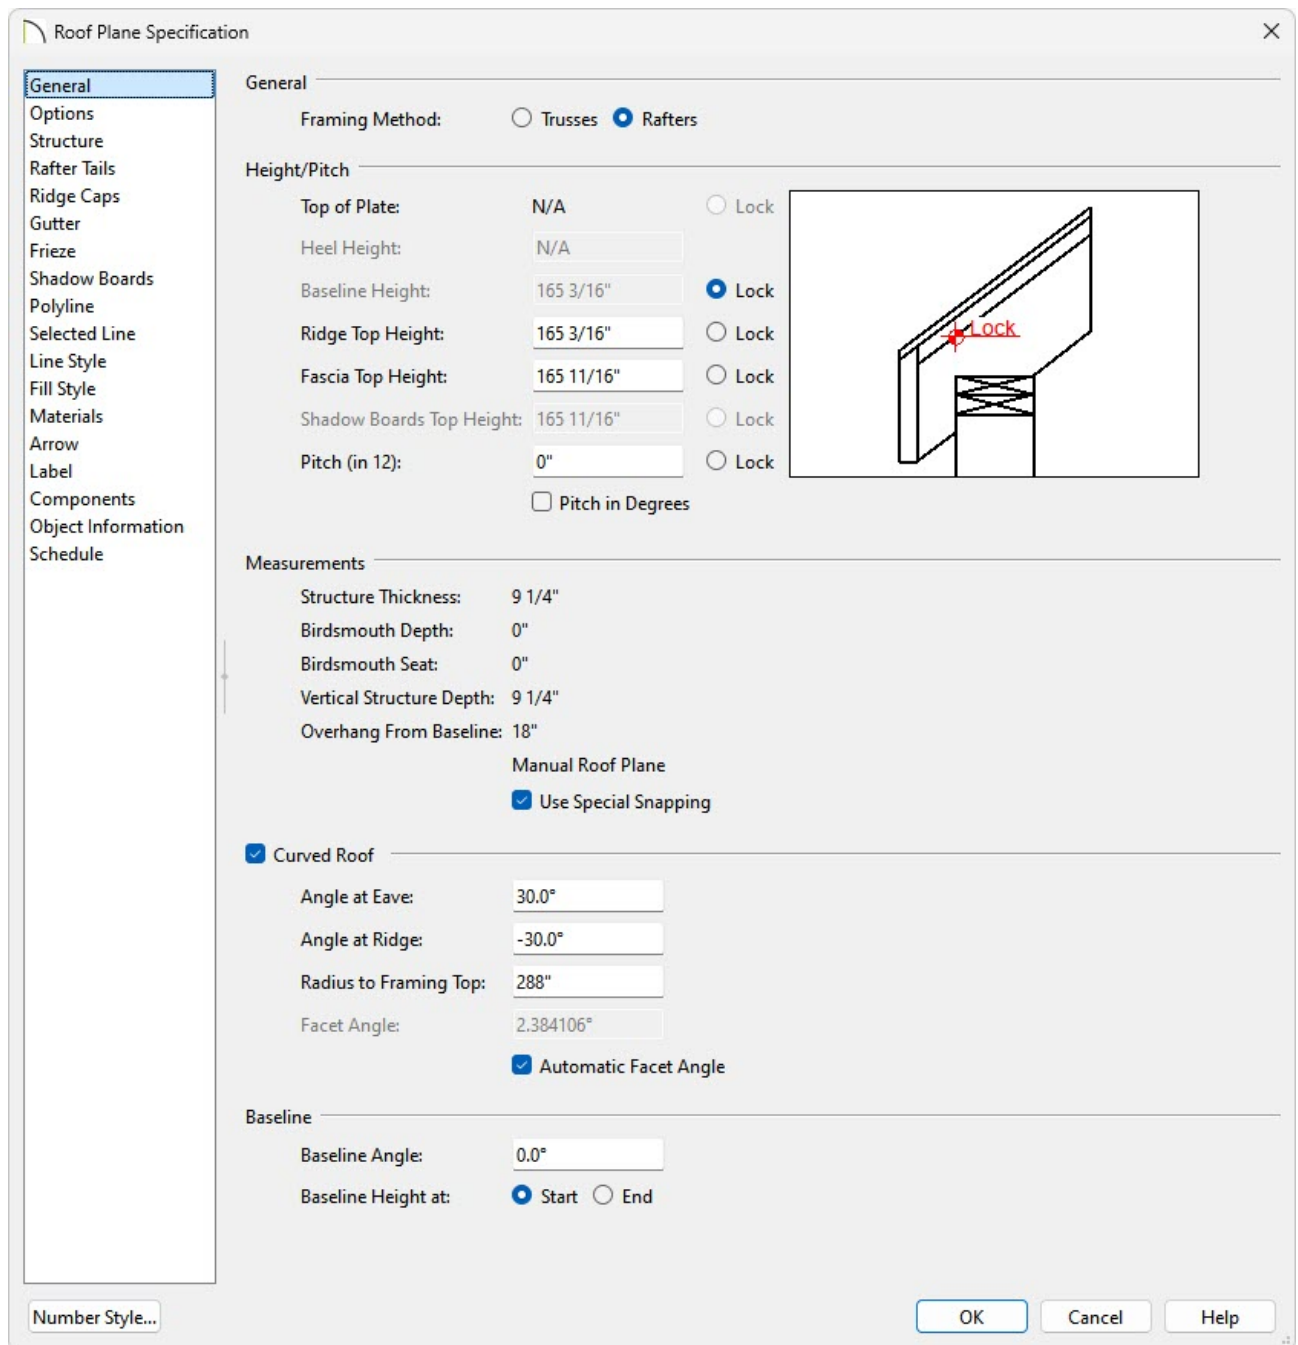 Roof Plane Specification
General
Options
Structure
Rafter Tails
Ridge Caps
Gutter
Frieze
Shadow Boards
Polyline
Selected Line
Line Style
Fill Style
Materials
Arrow
Label
Components
Object Information
Schedule
General
Framing Method: Trusses Rafters
Height/Pitch
Top of Plate: N/A Lock
Heel Height: N/A
Baseline Height: 165 3/16" Lock
Ridge Top Height: 165 3/16" Lock
Fascia Top Height: 165 11/16" Lock
Shadow Boards Top Height: 165 11/16" Lock
Pitch (in 12): 0" Lock
Pitch in Degrees
Lock
Measurements
Structure Thickness: 9 1/4"
Birdsmouth Depth: 0"
Birdsmouth Seat: 0"
Vertical Structure Depth: 9 1/4"
Overhang From Baseline: 18"
Manual Roof Plane
Use Special Snapping
Curved Roof
Angle at Eave: 30.0°
Angle at Ridge: -30.0°
Radius to Framing Top: 288"
Facet Angle: 2.384106°
Automatic Facet Angle
Baseline
Baseline Angle: 0.0°
Baseline Height at: Start End
Number Style... OK Cancel Help